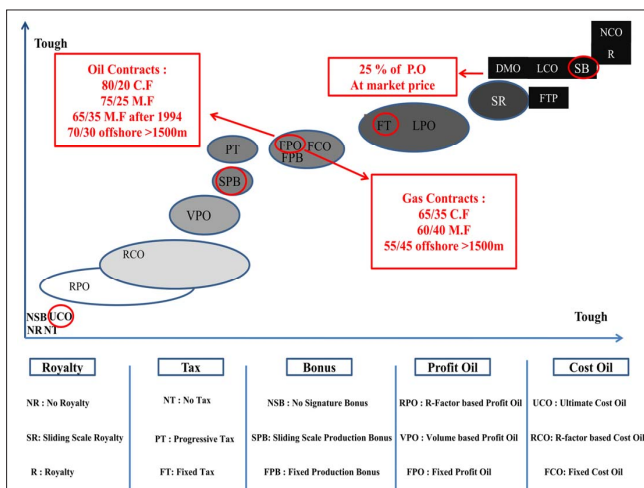 Tough
NCO
R
Oil Contracts :
80/20 C.F
75/25 M.F
65/35 M.F after 1994
70/30 offshore >1500m
25 % of P.O
At market price
DMO LCO SB
SR FTP
FT LPO
PT
FPO FCO
FPB
SPB
Gas Contracts :
65/35 C.F
60/40 M.F
55/45 offshore >1500m
VPO
RCO
RPO
NSB UCO
NR NT
Tough
Royalty Tax Bonus Profit Oil Cost Oil
NR : No Royalty NT : No Tax NSB : No Signature Bonus RPO : R-Factor based Profit Oil UCO : Ultimate Cost Oil
SR: Sliding Scale Royalty PT : Progressive Tax SPB: Sliding Scale Production Bonus VPO : Volume based Profit Oil RCO: R-factor based Cost Oil
R : Royalty FT: Fixed Tax FPB : Fixed Production Bonus FPO : Fixed Profit Oil FCO: Fixed Cost Oil